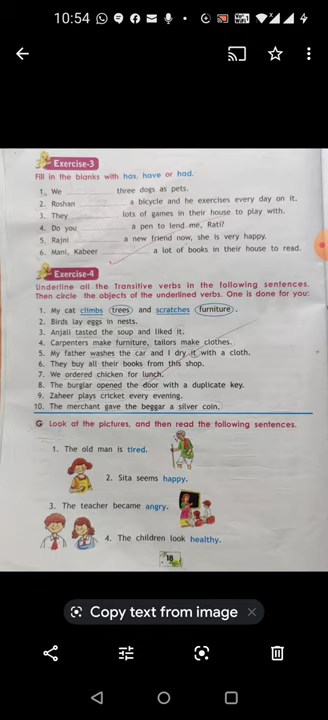 10:54
Exercise-3
Fill in the blanks with has, have or had.
1. We three dogs as pets.
2. Roshan a bicycle and he exercises every day on it.
3. They lots of games in their house to play with.
4. Do you a pen to lend me, Rati?
5. Rajni a new friend now, she is very happy.
6. Mani, Kabeer a lot of books in their house to read.
Exercise-4
Underline all the Transitive verbs in the following sentences.
Then circle the objects of the underlined verbs. One is done for you:
1. My cat climbs trees and scratches furniture.
2. Birds lay eggs in nests.
3. Anjali tasted the soup and liked it.
4. Carpenters make furniture, tailors make clothes.
5. My father washes the car and I dry it with a cloth.
6. They buy all their books from this shop.
7. We ordered chicken for lunch.
8. The burglar opened the door with a duplicate key.
9. Zaheer plays cricket every evening.
10. The merchant gave the beggar a silver coin.
G Look at the pictures, and then read the following sentences.
1. The old man is tired.
2. Sita seems happy.
3. The teacher became angry.
4. The children look healthy.
18
Copy text from image